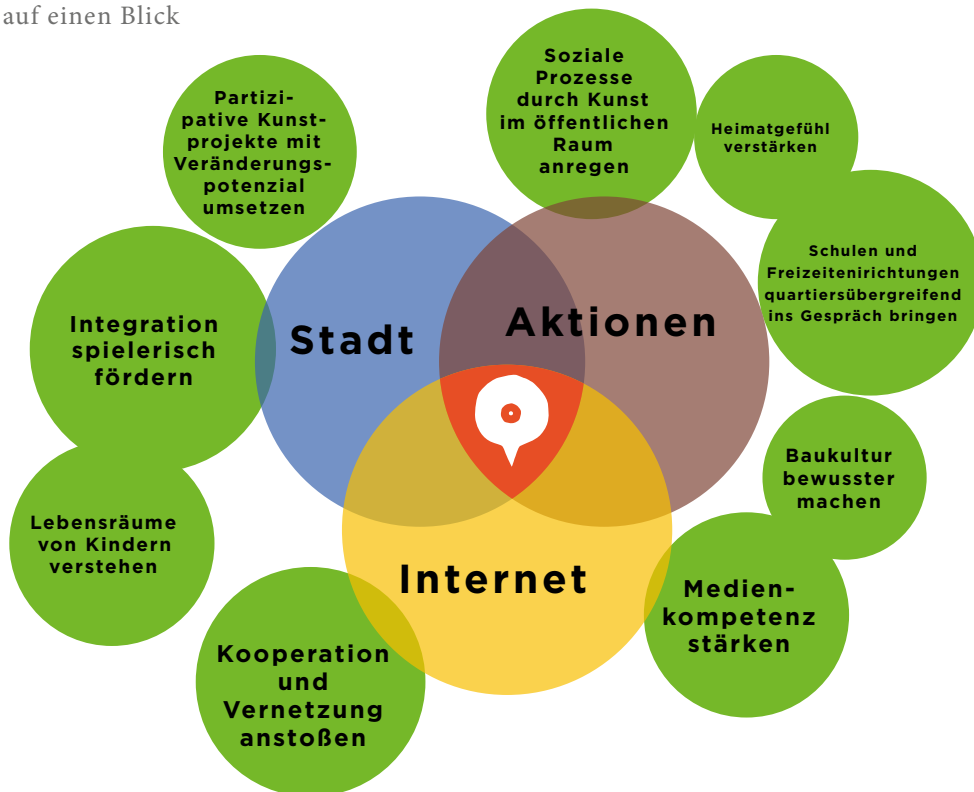 auf einen Blick
Soziale
Prozesse
durch Kunst
im öffentlichen
Raum
anregen
Partizi-
pative Kunst-
projekte mit
Veränderungs-
potenzial
umsetzen
Heimatgefühl
verstärken
Schulen und
Freizeitenirichtungen
quartiersübergreifend
ins Gespräch bringen
Integration
spielerisch
fördern
Stadt
Aktionen
Baukultur
bewusster
machen
Lebensräume
von Kindern
verstehen
Internet
Medien-
kompetenz
stärken
Kooperation
und
Vernetzung
anstoßen